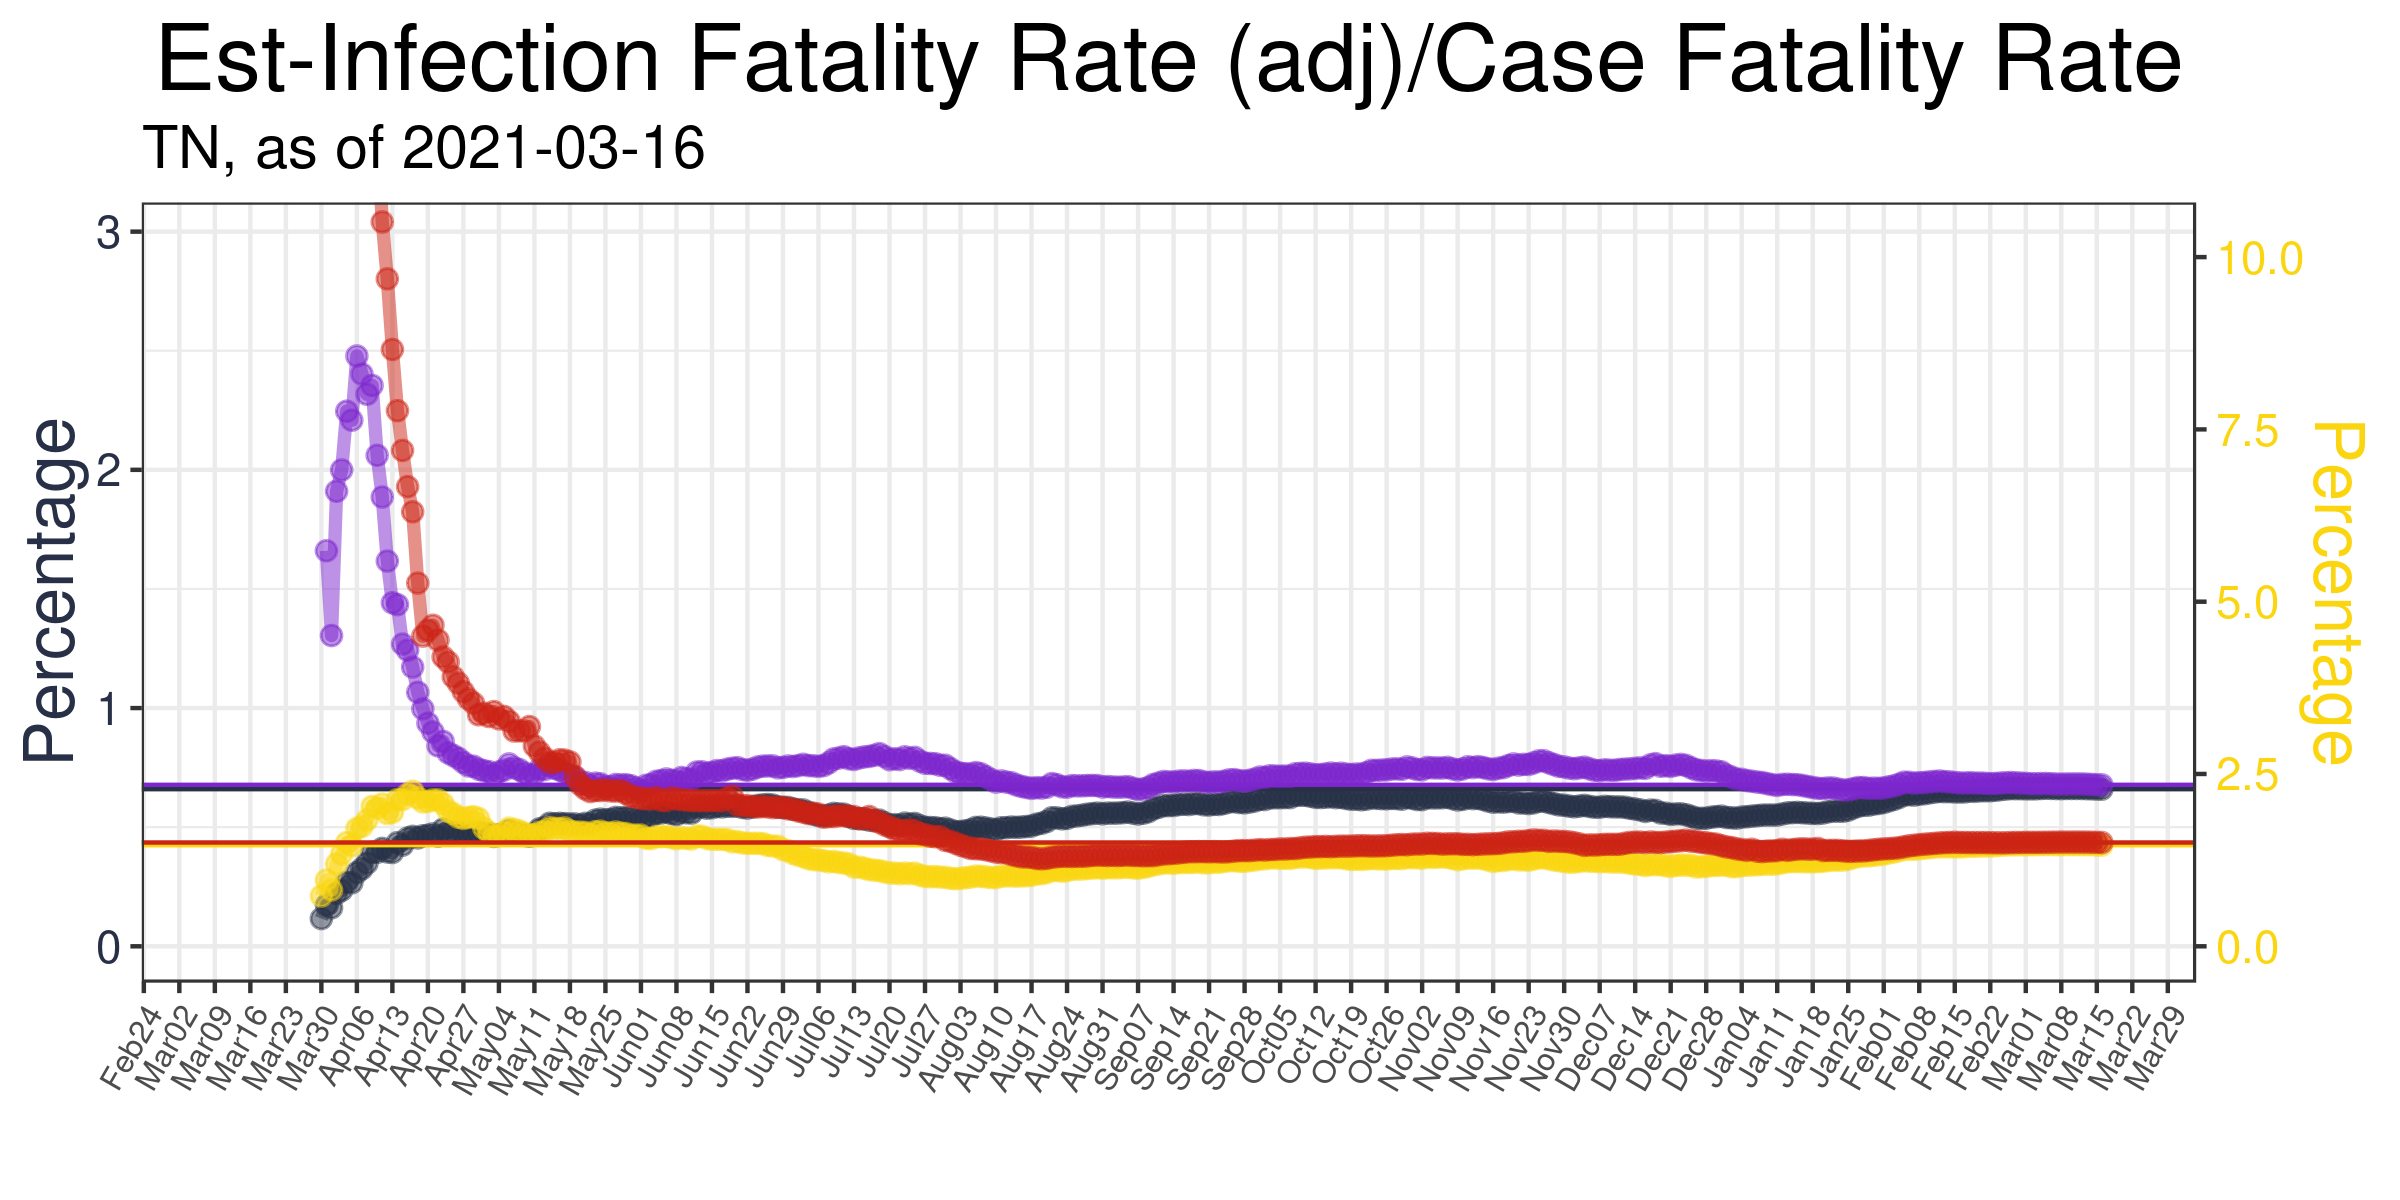 Est-Infection Fatality Rate (adj)/Case Fatality Rate
TN, as of 2021-03-16
Percentage
3
2
1
0
10.0
7.5
5.0
2.5
0.0
Percentage
Feb24
Mar02
Mar09
Mar16
Mar23
Mar30
Apr06
Apr13
Apr20
Apr27
May04
May11
May18
May25
Jun01
Jun08
Jun15
Jun22
Jun29
Jul06
Jul13
Jul20
Jul27
Aug03
Aug10
Aug17
Aug24
Aug31
Sep07
Sep14
Sep21
Sep28
Oct05
Oct12
Oct19
Oct26
Nov02
Nov09
Nov16
Nov23
Nov30
Dec07
Dec14
Dec21
Dec28
Jan04
Jan11
Jan18
Jan25
Feb01
Feb08
Feb15
Feb22
Mar01
Mar08
Mar15
Mar22
Mar29